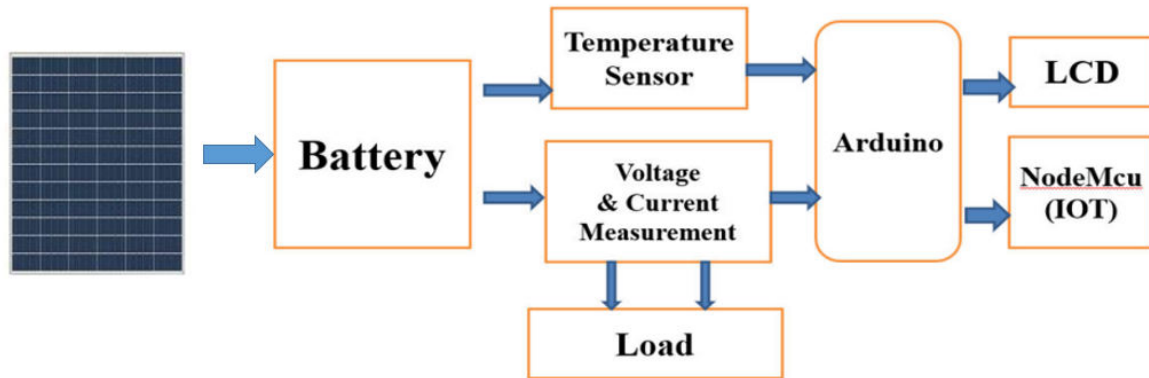 Battery
Temperature
Sensor
Voltage
& Current
Measurement
Load
Arduino
LCD
NodeMcu
(IOT)